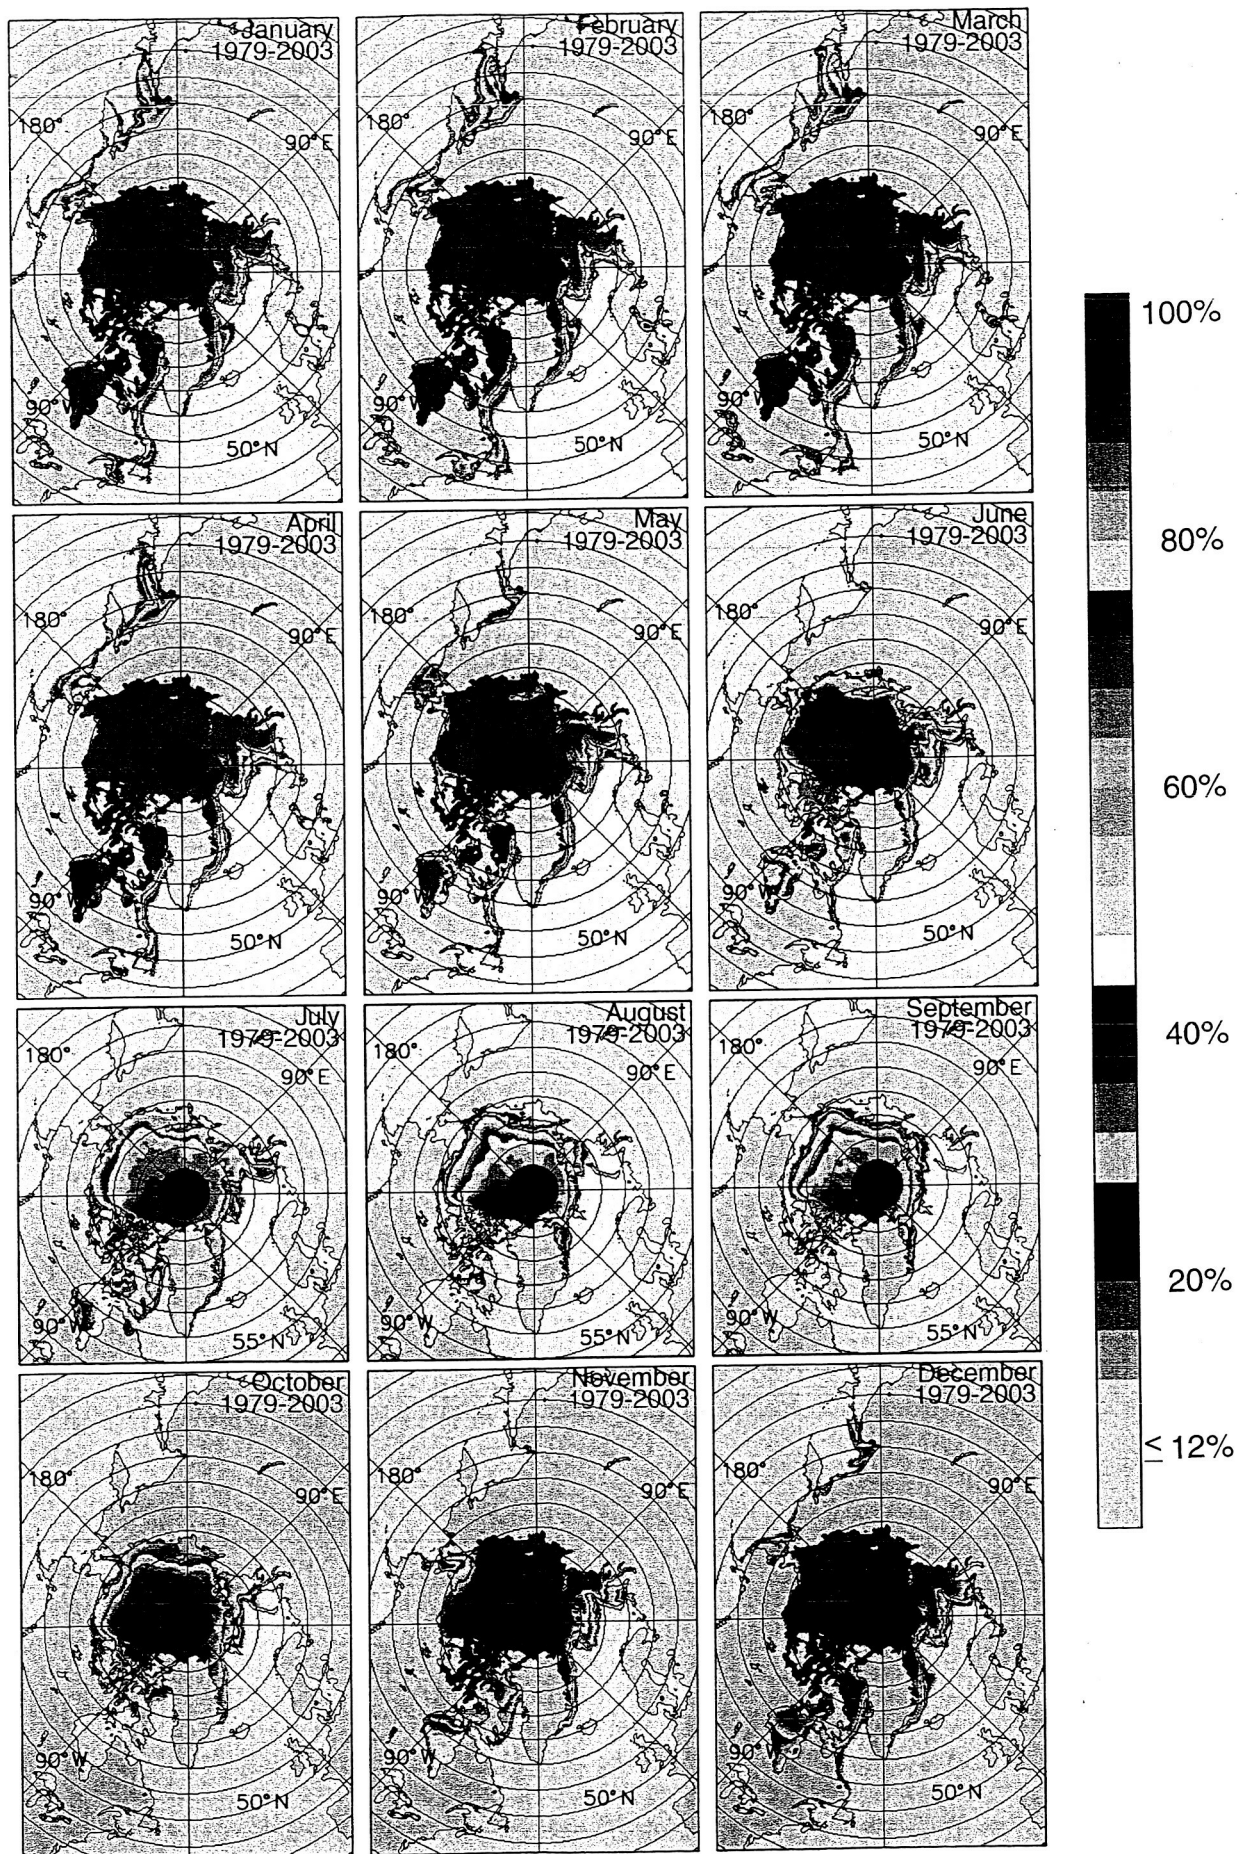 January
1979-2003
180°
90°E
90°W
50°N
February
1979-2003
180°
90°E
90°W
50°N
March
1979-2003
180°
90°E
90°W
50°N
April
1979-2003
180°
90°E
90°W
50°N
May
1979-2003
180°
90°E
90°W
50°N
June
1979-2003
180°
90°E
90°W
50°N
July
1979-2003
180°
90°E
90°W
55°N
August
1979-2003
180°
90°E
90°W
55°N
September
1979-2003
180°
90°E
90°W
55°N
October
1979-2003
180°
90°E
90°W
50°N
November
1979-2003
180°
90°E
90°W
50°N
December
1979-2003
180°
90°E
90°W
50°N
100%
80%
60%
40%
20%
≤ 12%